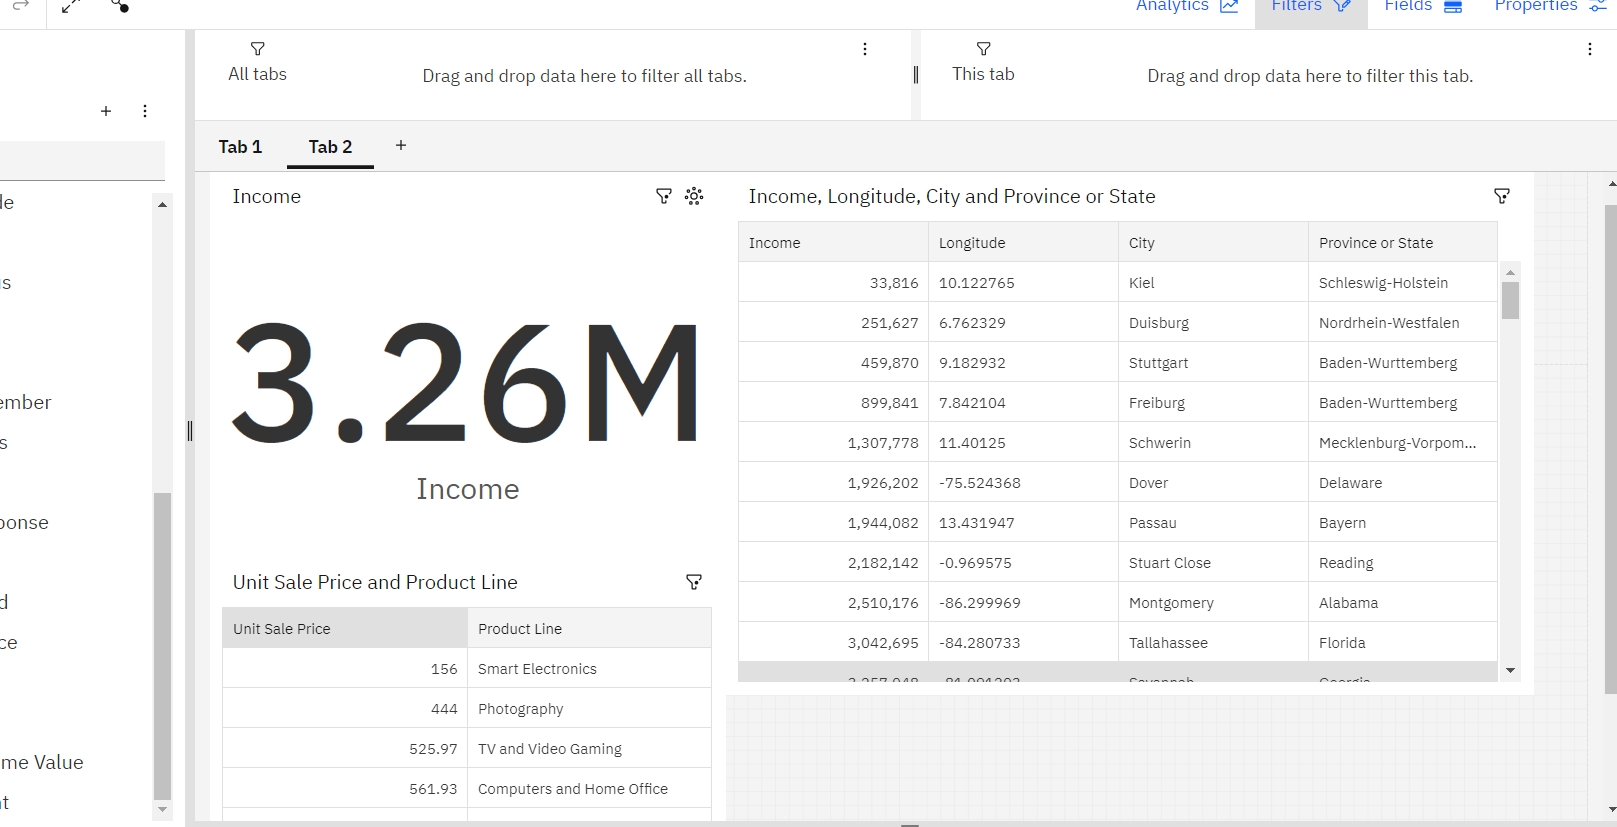 Analytics Filters Fields Properties
All tabs
Drag and drop data here to filter all tabs.
This tab
Drag and drop data here to filter this tab.
Tab 1 Tab 2 +
de
s
ember
s
ponse
d
ce
me Value
t
Income
3.26M
Income
Unit Sale Price and Product Line
Unit Sale Price Product Line
156 Smart Electronics
444 Photography
525.97 TV and Video Gaming
561.93 Computers and Home Office
Income, Longitude, City and Province or State
Income Longitude City Province or State
33,816 10.122765 Kiel Schleswig-Holstein
251,627 6.762329 Duisburg Nordrhein-Westfalen
459,870 9.182932 Stuttgart Baden-Wurttemberg
899,841 7.842104 Freiburg Baden-Wurttemberg
1,307,778 11.40125 Schwerin Mecklenburg-Vorpom...
1,926,202 -75.524368 Dover Delaware
1,944,082 13.431947 Passau Bayern
2,182,142 -0.969575 Stuart Close Reading
2,510,176 -86.299969 Montgomery Alabama
3,042,695 -84.280733 Tallahassee Florida
Savannah Georgia